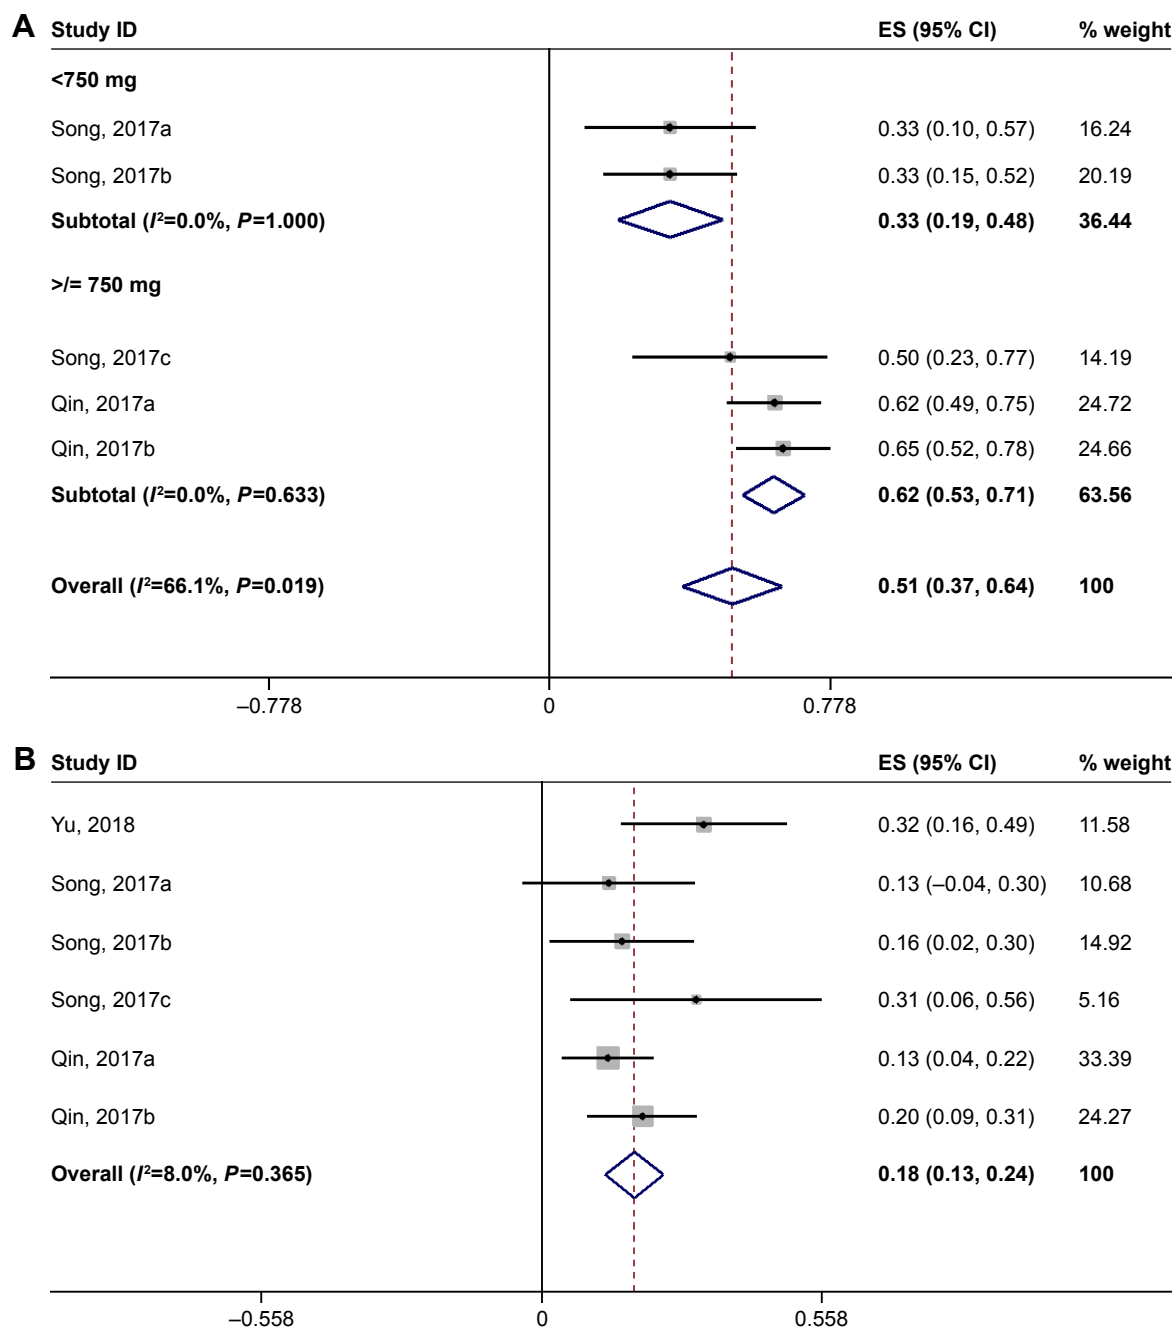 A Study ID ES (95% CI) % weight
<750 mg
Song, 2017a 0.33 (0.10, 0.57) 16.24
Song, 2017b 0.33 (0.15, 0.52) 20.19
Subtotal (I²=0.0%, P=1.000) 0.33 (0.19, 0.48) 36.44
>/= 750 mg
Song, 2017c 0.50 (0.23, 0.77) 14.19
Qin, 2017a 0.62 (0.49, 0.75) 24.72
Qin, 2017b 0.65 (0.52, 0.78) 24.66
Subtotal (I²=0.0%, P=0.633) 0.62 (0.53, 0.71) 63.56
Overall (I²=66.1%, P=0.019) 0.51 (0.37, 0.64) 100
–0.778 0 0.778
B Study ID ES (95% CI) % weight
Yu, 2018 0.32 (0.16, 0.49) 11.58
Song, 2017a 0.13 (–0.04, 0.30) 10.68
Song, 2017b 0.16 (0.02, 0.30) 14.92
Song, 2017c 0.31 (0.06, 0.56) 5.16
Qin, 2017a 0.13 (0.04, 0.22) 33.39
Qin, 2017b 0.20 (0.09, 0.31) 24.27
Overall (I²=8.0%, P=0.365) 0.18 (0.13, 0.24) 100
–0.558 0 0.558